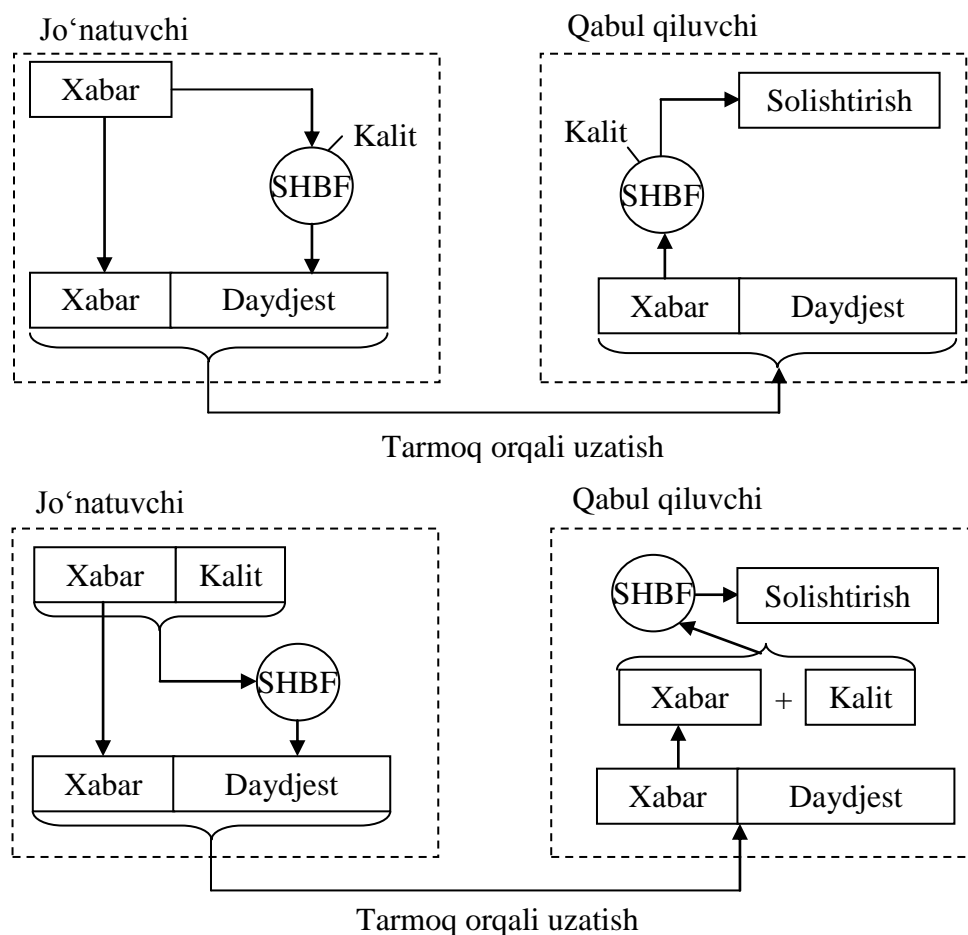 Jo‘natuvchi
Xabar
Kalit
SHBF
Xabar Daydjest
Qabul qiluvchi
Solishtirish
Kalit
SHBF
Xabar Daydjest
Tarmoq orqali uzatish
Jo‘natuvchi
Xabar Kalit
SHBF
Xabar Daydjest
Qabul qiluvchi
SHBF Solishtirish
Xabar + Kalit
Xabar Daydjest
Tarmoq orqali uzatish